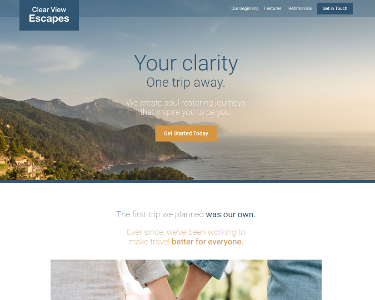 Clear View
Escapes
Our Beginning
Features
Testimonials
Get in Touch
Your clarity
One trip away.
We create soul-restoring journeys
that inspire you to be you.
Get Started Today
The first trip we planned was our own.
Ever since, we've been working to
make travel better for everyone.